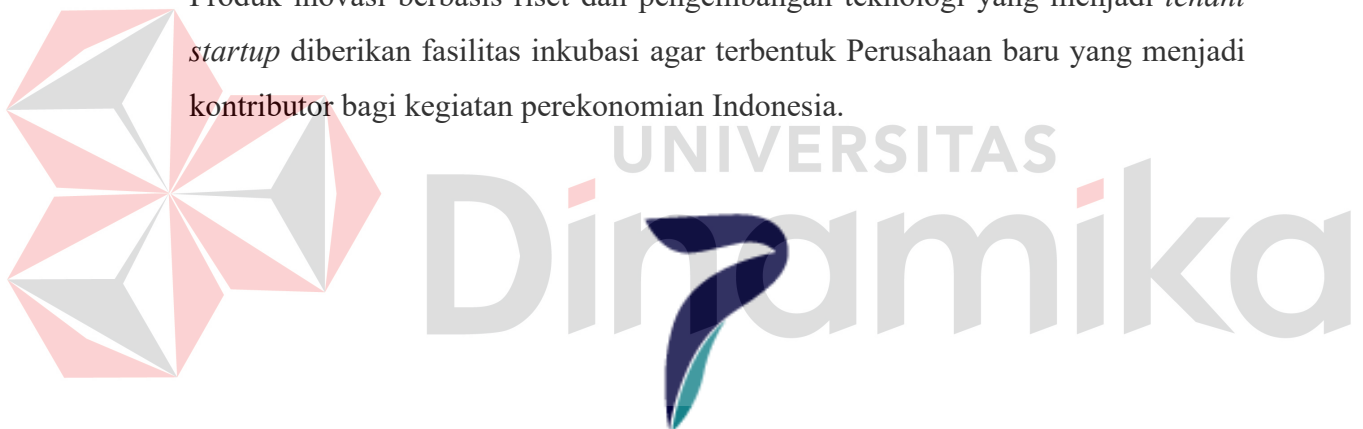 Produk inovasi berbasis riset dan pengembangan teknologi yang menjadi tenant
startup diberikan fasilitas inkubasi agar terbentuk Perusahaan baru yang menjadi
kontributor bagi kegiatan perekonomian Indonesia.
UNIVERSITAS
Dinamika